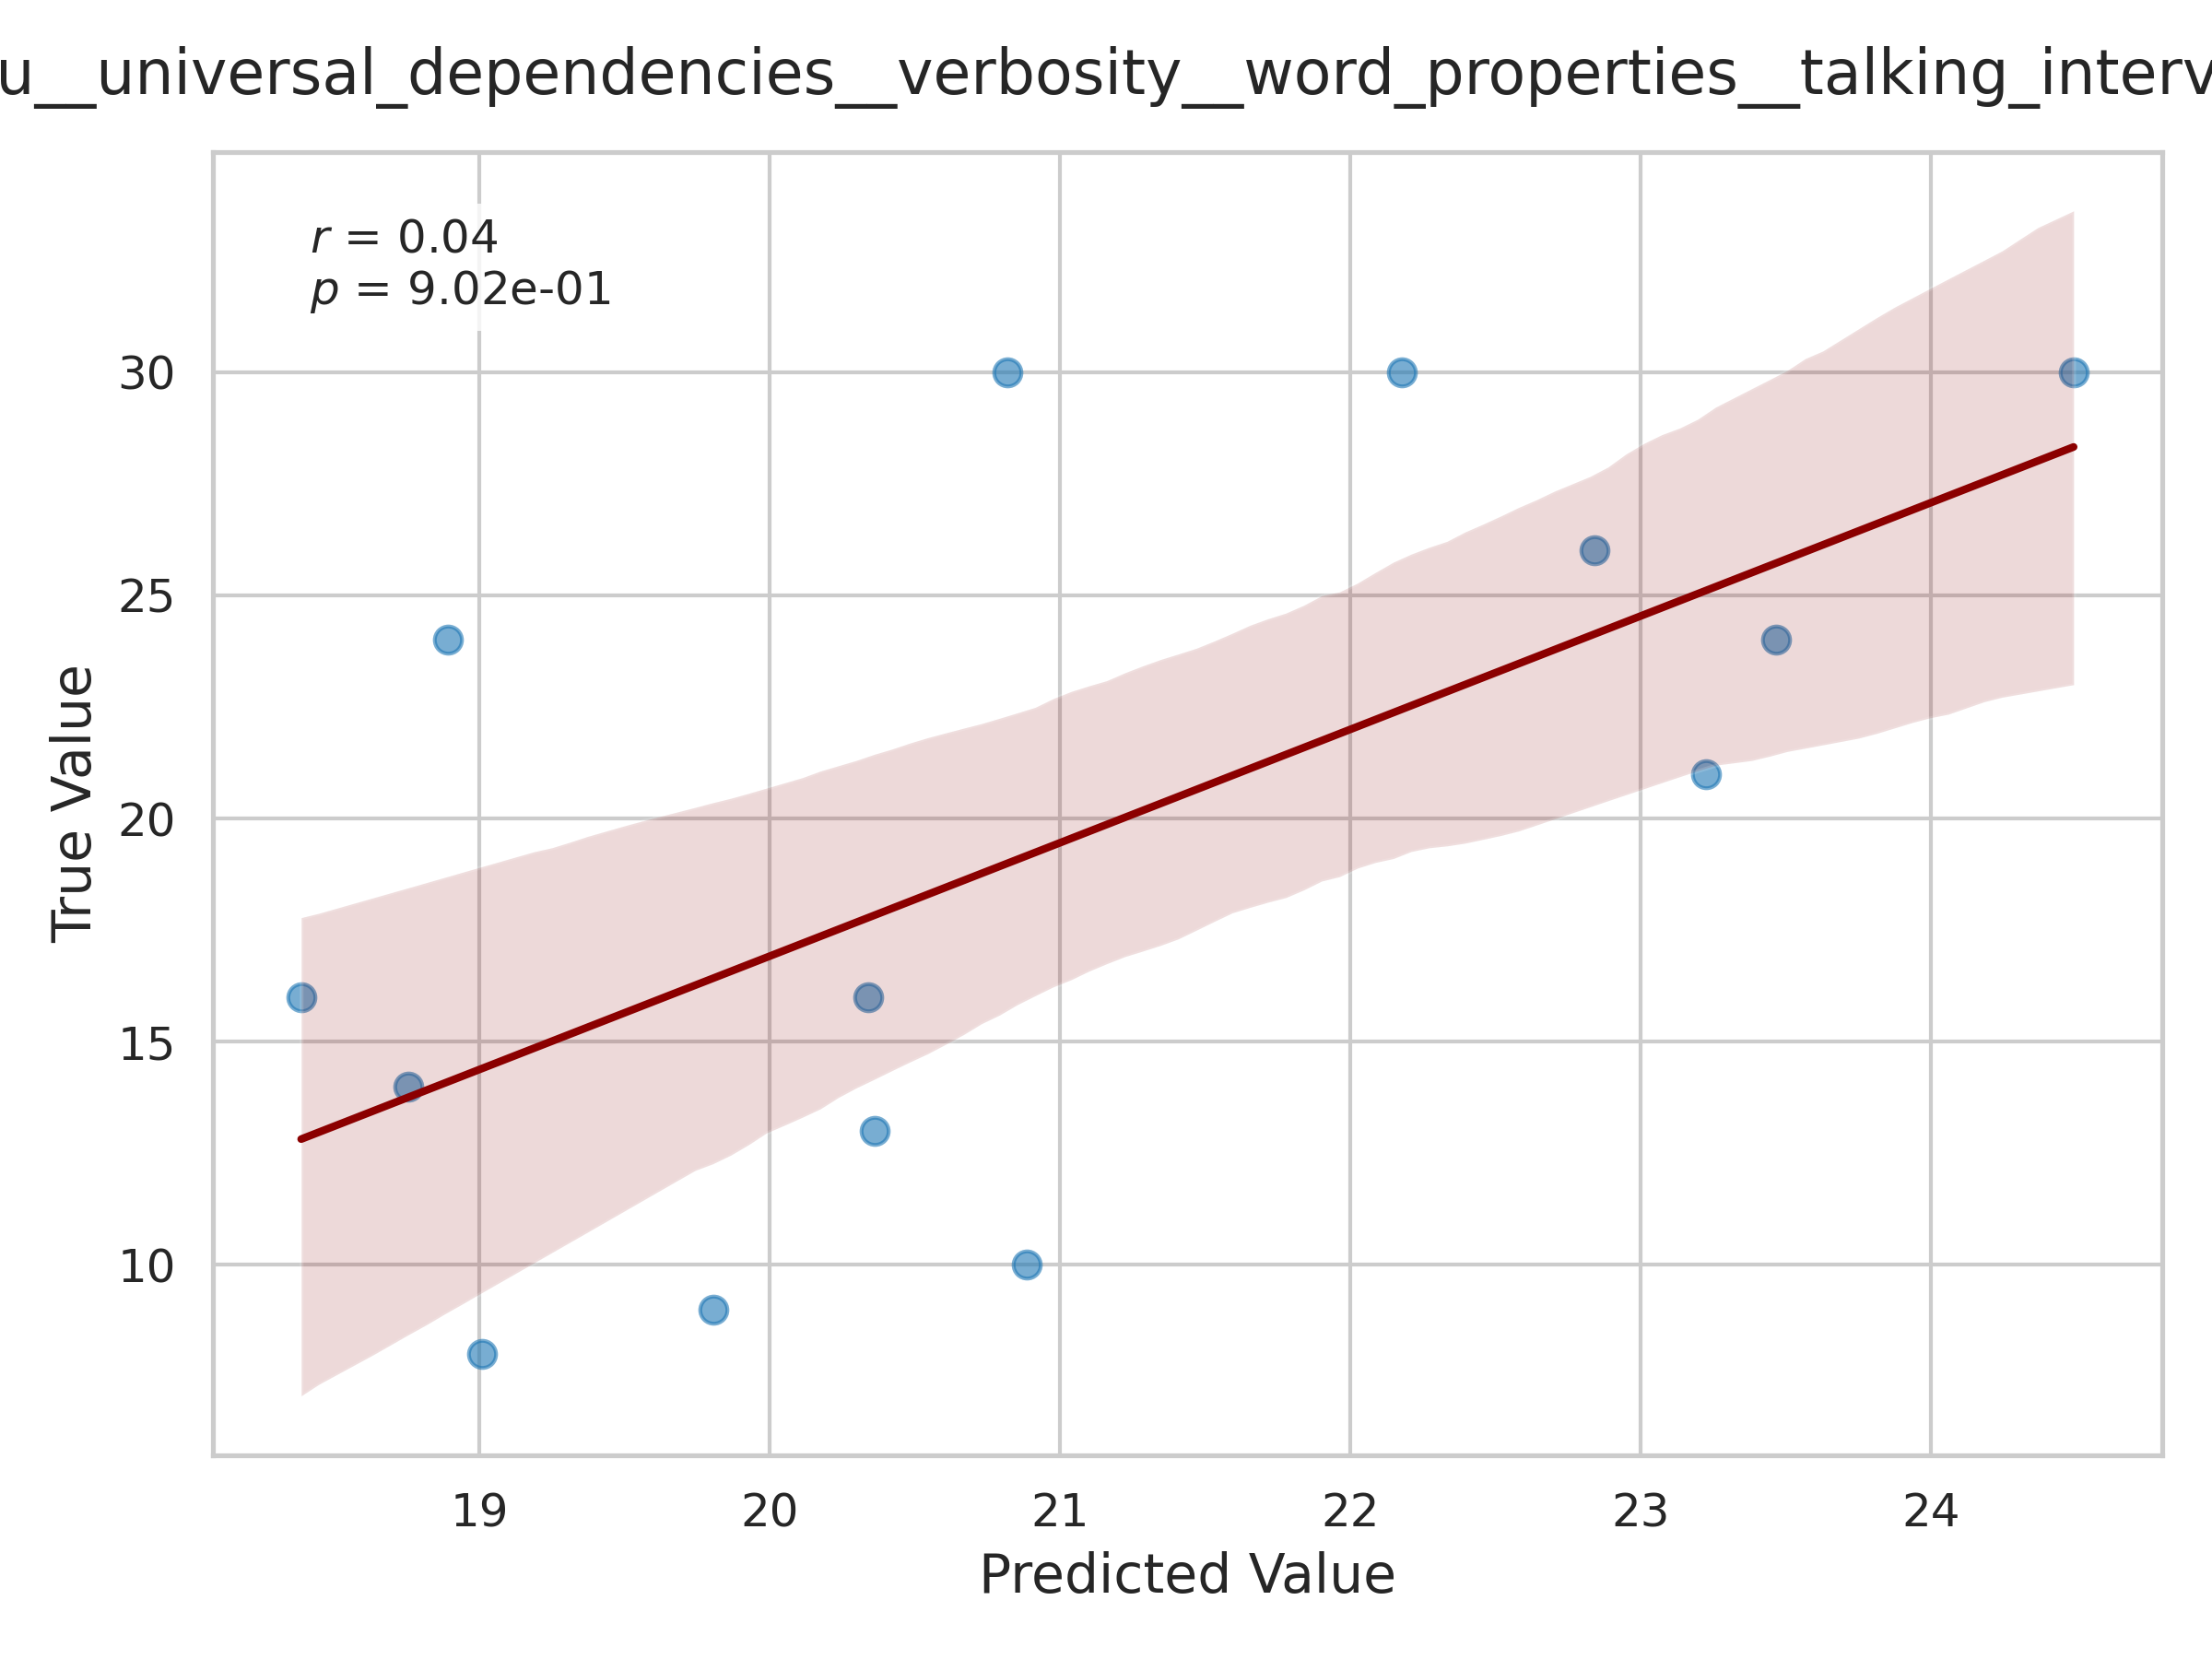 u__universal_dependencies__verbosity__word_properties__talking_interv
r = 0.04
p = 9.02e-01
30
25
20
15
10
True Value
19 20 21 22 23 24
Predicted Value